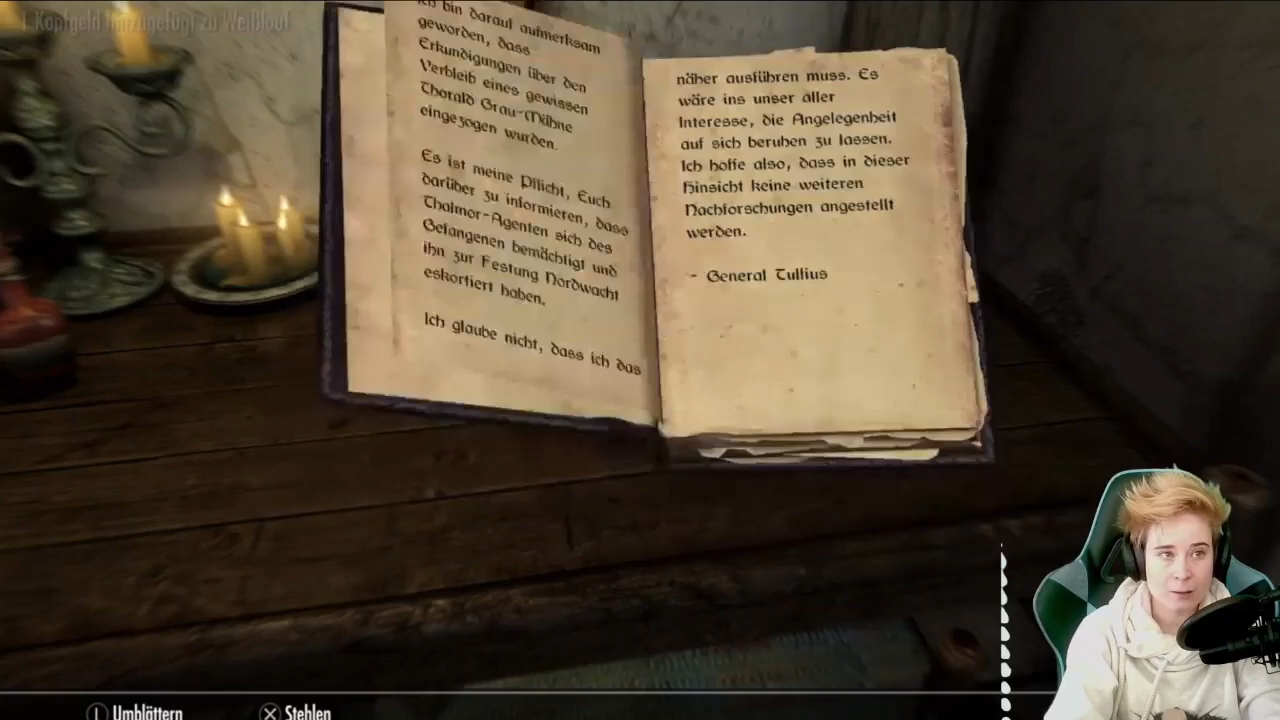 1 Kopfgeld hinzugefügt zu Weißlauf
Ich bin darauf aufmerksam
geworden, dass
Erkundigungen über den
Verbleib eines gewissen
Thorald Grau-Mähne
eingezogen wurden.
Es ist meine Pflicht, Euch
darüber zu informieren, dass
Thalmor-Agenten sich des
Gefangenen bemächtigt und
ihn zur Festung Nordwacht
eskortiert haben.
Ich glaube nicht, dass ich das
näher ausführen muss. Es
wäre ins unser aller
Interesse, die Angelegenheit
auf sich beruhen zu lassen.
Ich hoffe also, dass in dieser
Hinsicht keine weiteren
Nachforschungen angestellt
werden.
- General Tullius
L Umblättern
X Stehlen